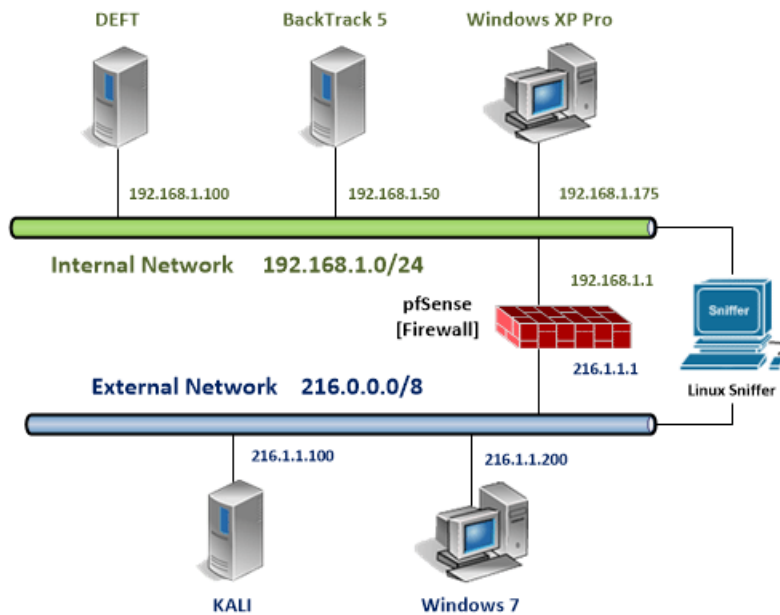 DEFT
BackTrack 5
Windows XP Pro
192.168.1.100
192.168.1.50
192.168.1.175
Internal Network 192.168.1.0/24
192.168.1.1
pfSense
[Firewall]
Sniffer
216.1.1.1
Linux Sniffer
External Network 216.0.0.0/8
216.1.1.100
216.1.1.200
KALI
Windows 7